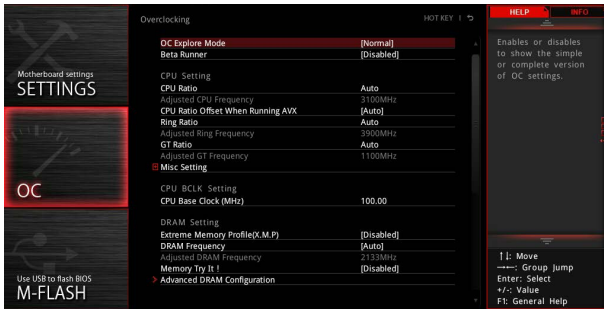 Motherboard settings
SETTINGS
OC
Use USB to flash BIOS
M-FLASH
Overclocking
HOT KEY |
OC Explore Mode [Normal]
Beta Runner [Disabled]
CPU Setting
CPU Ratio Auto
Adjusted CPU Frequency 3100MHz
CPU Ratio Offset When Running AVX [Auto]
Ring Ratio Auto
Adjusted Ring Frequency 3900MHz
GT Ratio Auto
Adjusted GT Frequency 1100MHz
Misc Setting
CPU BCLK Setting
CPU Base Clock (MHz) 100.00
DRAM Setting
Extreme Memory Profile(X.M.P) [Disabled]
DRAM Frequency [Auto]
Adjusted DRAM Frequency 2133MHz
Memory Try It ! [Disabled]
Advanced DRAM Configuration
HELP INFO
Enables or disables
to show the simple
or complete version
of OC settings.
↑↓: Move
→←: Group Jump
Enter: Select
+/-: Value
F1: General Help